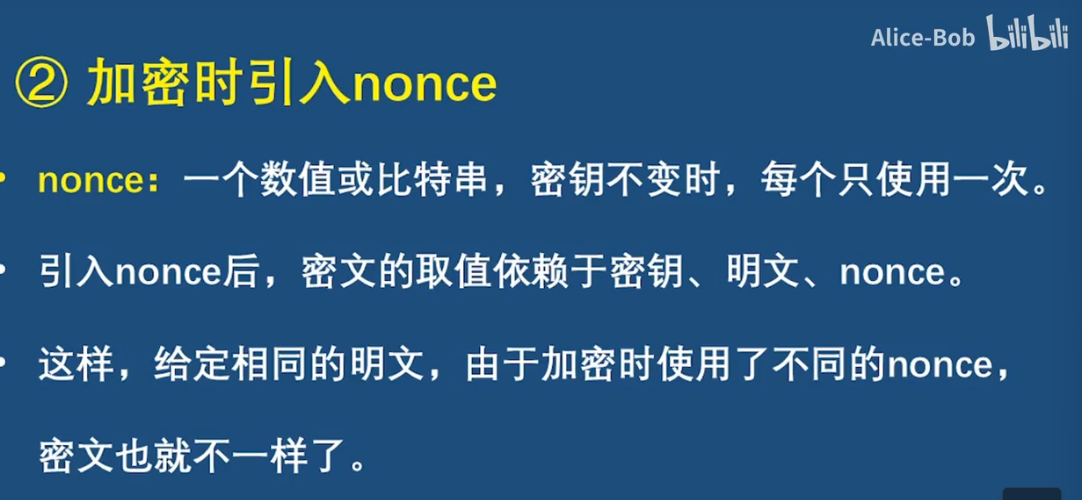 Alice-Bob bilibili
② 加密时引入nonce
• nonce：一个数值或比特串，密钥不变时，每个只使用一次。
• 引入nonce后，密文的取值依赖于密钥、明文、nonce。
• 这样，给定相同的明文，由于加密时使用了不同的nonce，
密文也就不一样了。